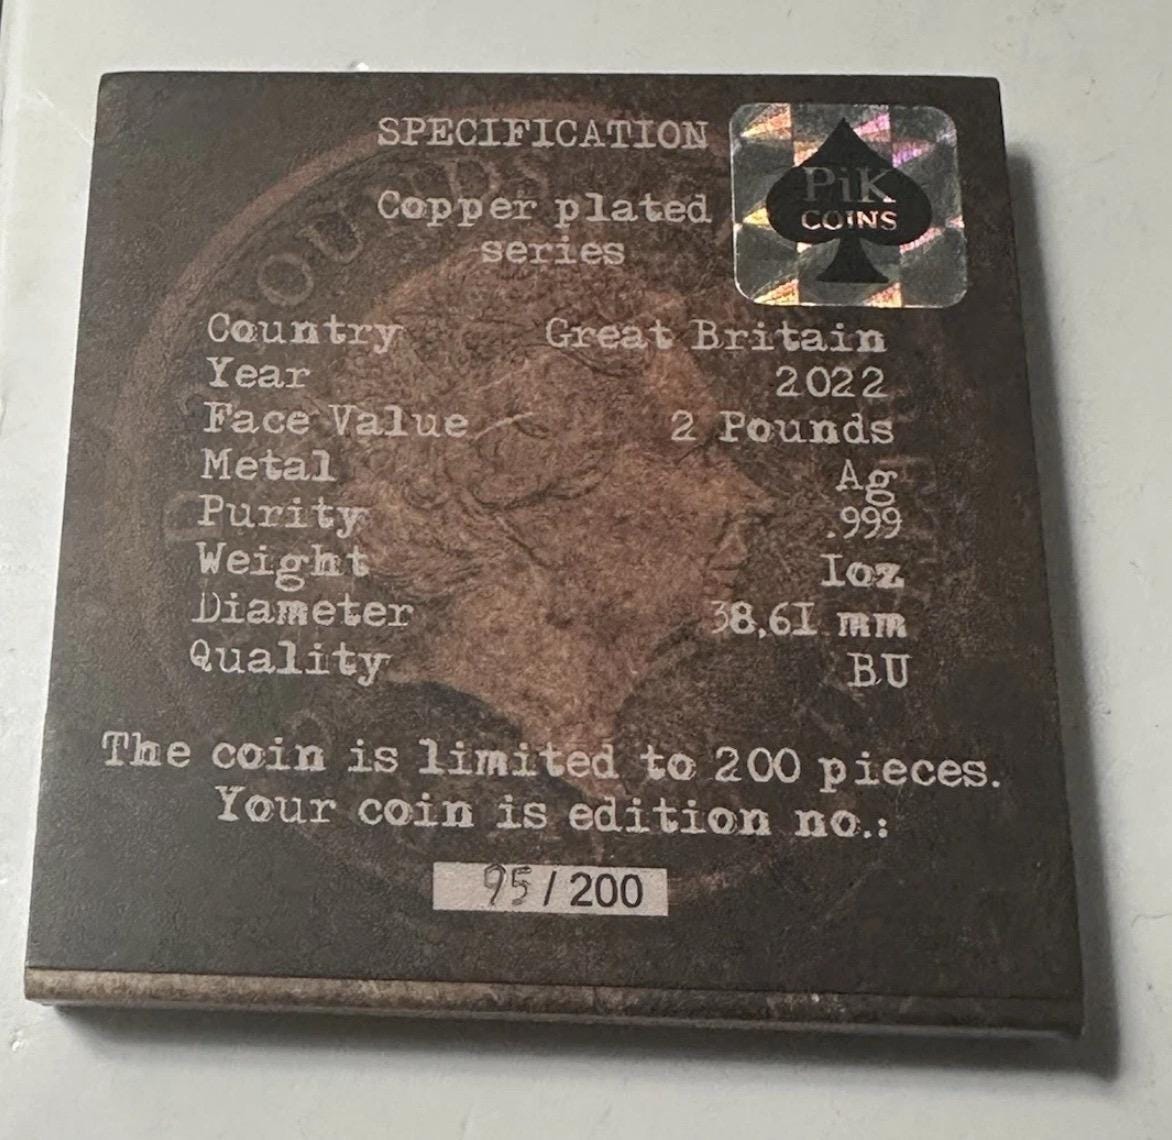 SPECIFICATION
PiK
COINS
Copper plated
series
Country Great Britain
Year 2022
Face Value 2 Pounds
Metal Ag
Purity .999
Weight 1oz
Diameter 38,61 mm
Quality BU
The coin is limited to 200 pieces.
Your coin is edition no.:
95 / 200
POUNDS